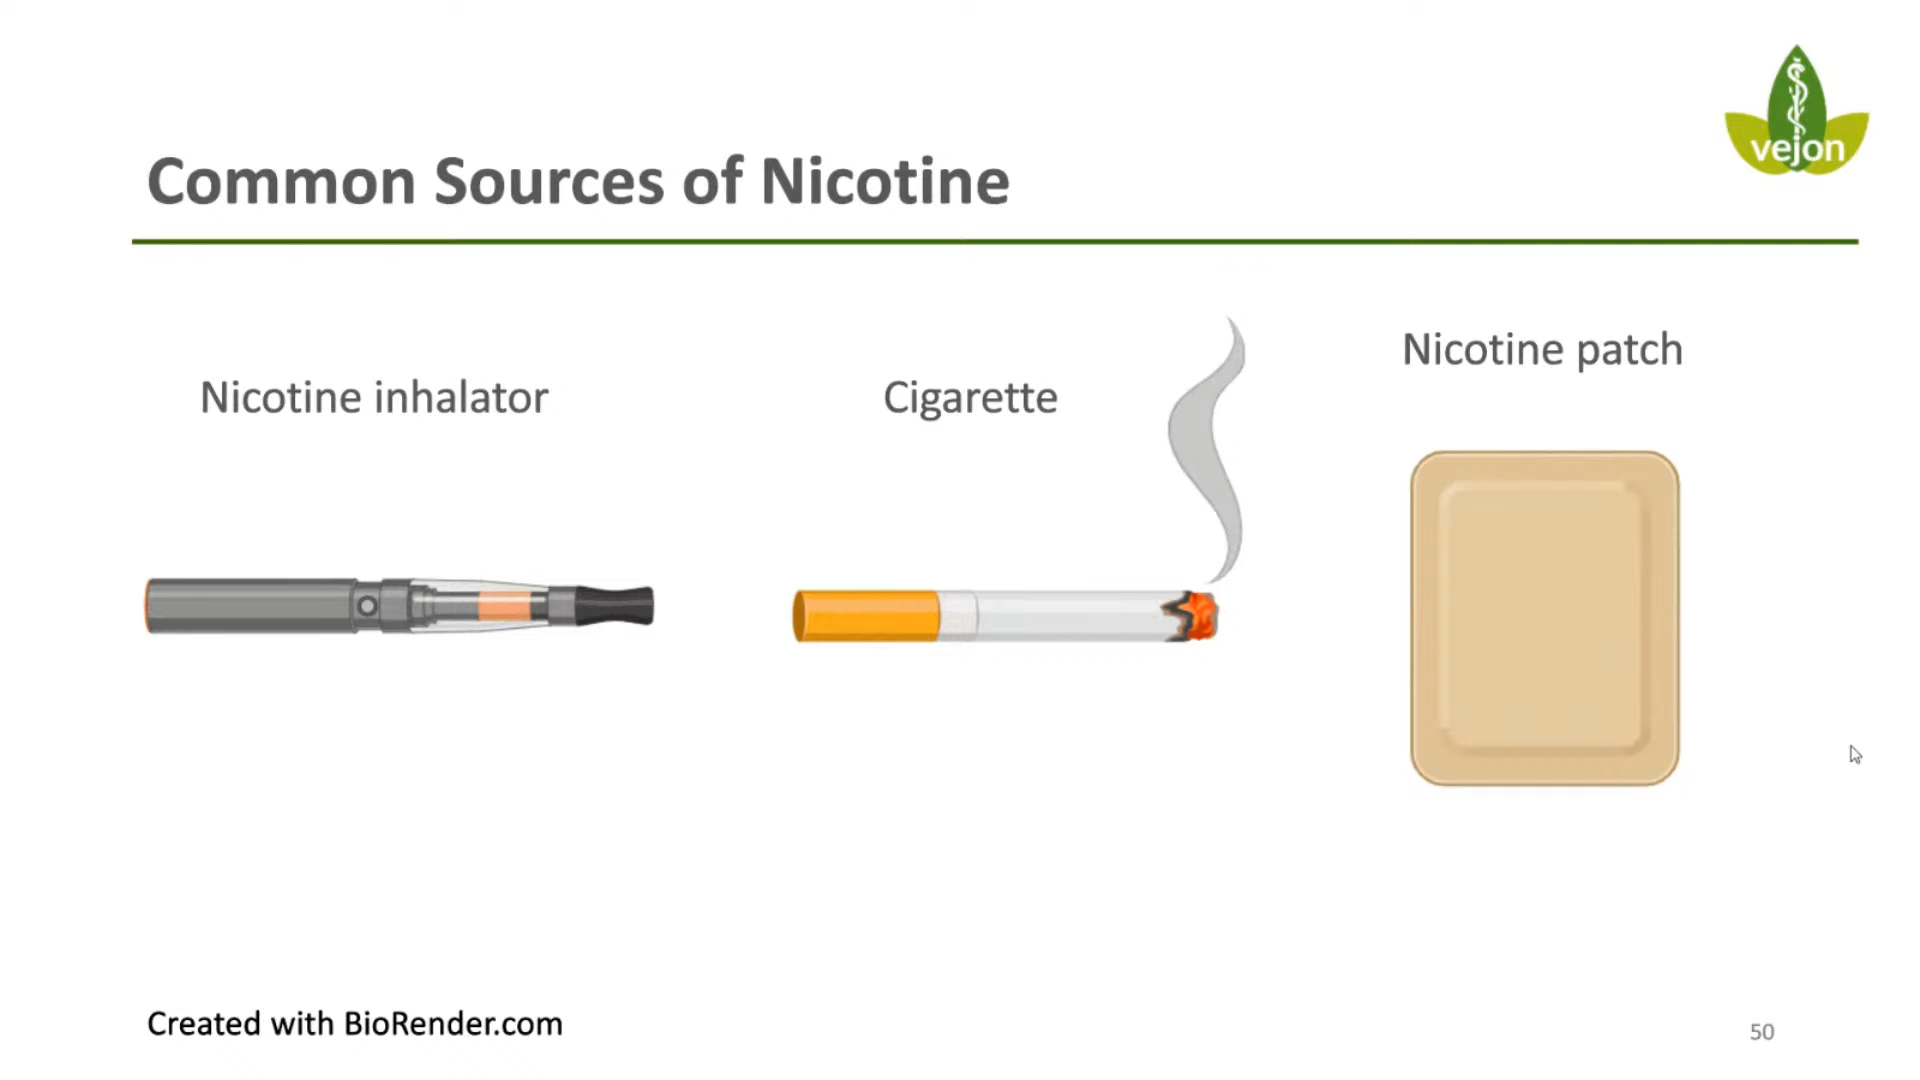 vejon
Common Sources of Nicotine
Nicotine inhalator
Cigarette
Nicotine patch
Created with BioRender.com
50